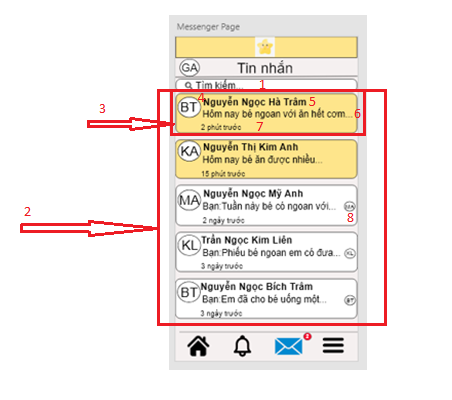 Messenger Page
GA
Tin nhắn
Tìm kiếm...
1
3
4
BT
Nguyễn Ngọc Hà Trâm 5
Hôm nay bé ngoan với ăn hết cơm... 6
2 phút trước 7
KA
Nguyễn Thị Kim Anh
Hôm nay bé ăn được nhiều...
15 phút trước
2
MA
Nguyễn Ngọc Mỹ Anh
Bạn:Tuần này bé có ngoan với...
MA
2 ngày trước
8
KL
Trần Ngọc Kim Liên
Bạn:Phiếu bé ngoan em có đưa...
KL
3 ngày trước
BT
Nguyễn Ngọc Bích Trâm
Bạn:Em đã cho bé uống một...
BT
3 ngày trước